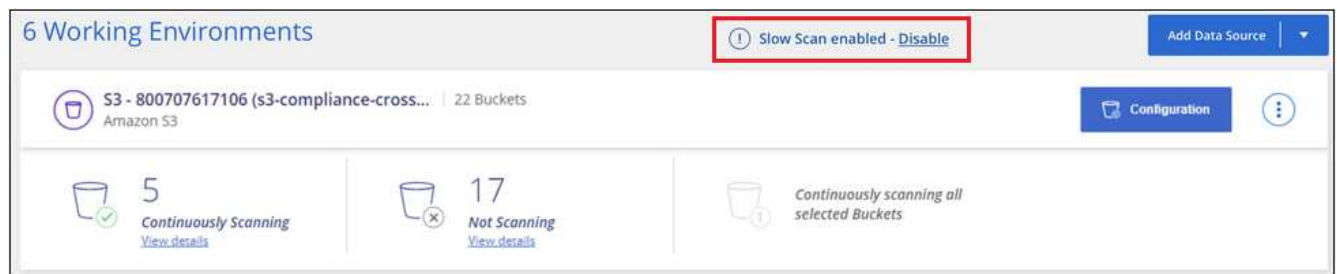 6 Working Environments
Slow Scan enabled - Disable
Add Data Source
S3 - 800707617106 (s3-compliance-cross... 22 Buckets
Amazon S3
Configuration
5
Continuously Scanning
View details
17
Not Scanning
View details
Continuously scanning all
selected Buckets